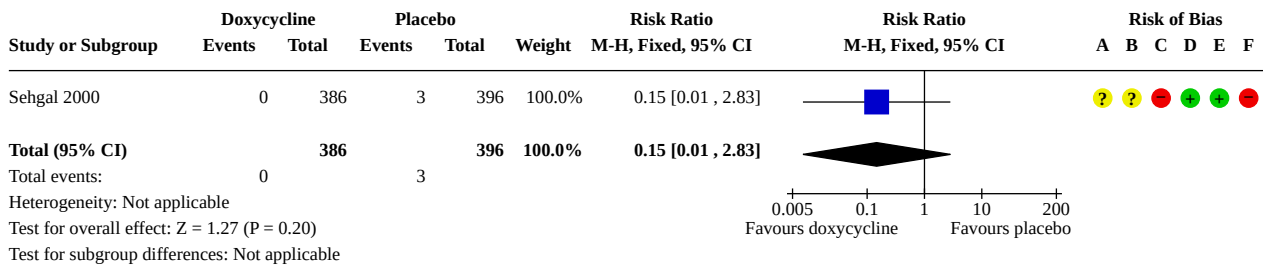 Doxycycline Placebo Risk Ratio Risk Ratio Risk of Bias
Study or Subgroup Events Total Events Total Weight M-H, Fixed, 95% CI M-H, Fixed, 95% CI A B C D E F
Sehgal 2000 0 386 3 396 100.0% 0.15 [0.01 , 2.83] ? ? − + + −
Total (95% CI) 386 396 100.0% 0.15 [0.01 , 2.83]
Total events: 0 3
Heterogeneity: Not applicable
0.005 0.1 1 10 200
Test for overall effect: Z = 1.27 (P = 0.20) Favours doxycycline Favours placebo
Test for subgroup differences: Not applicable